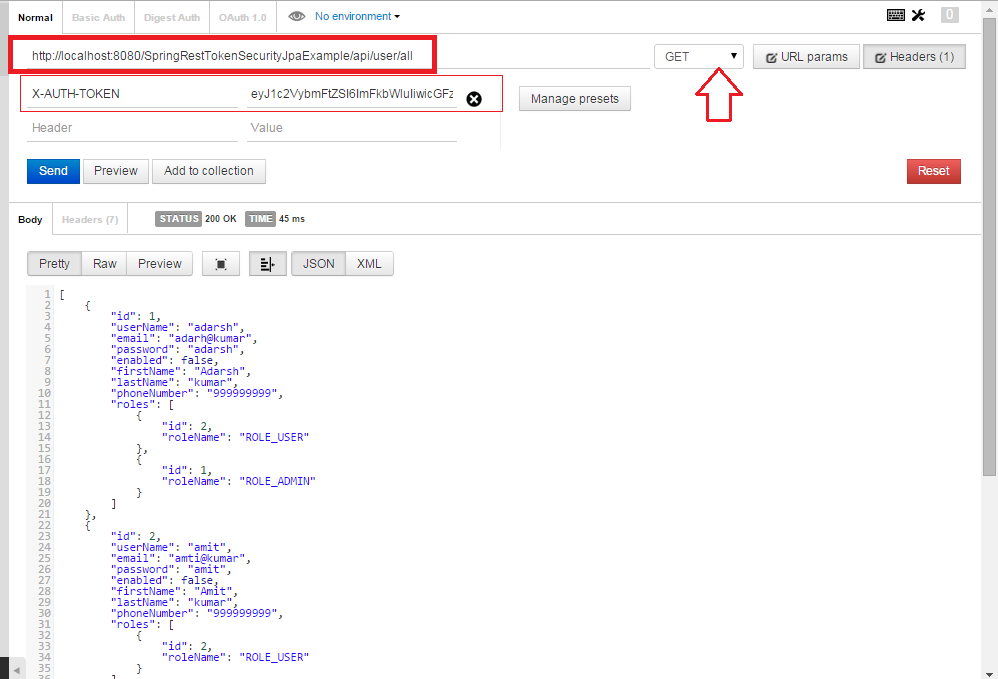 Normal Basic Auth Digest Auth OAuth 1.0 No environment 0
http://localhost:8080/SpringRestTokenSecurityJpaExample/api/user/all GET URL params Headers (1)
X-AUTH-TOKEN eyJ1c2VybmFtZSI6ImFkbWluIiwicGFz Manage presets
Header Value
Send Preview Add to collection Reset
Body Headers (7) STATUS 200 OK TIME 45 ms
Pretty Raw Preview JSON XML
1 [
2 {
3 "id": 1,
4 "userName": "adarsh",
5 "email": "adarh@kumar",
6 "password": "adarsh",
7 "enabled": false,
8 "firstName": "Adarsh",
9 "lastName": "kumar",
10 "phoneNumber": "999999999",
11 "roles": [
12 {
13 "id": 2,
14 "roleName": "ROLE_USER"
15 },
16 {
17 "id": 1,
18 "roleName": "ROLE_ADMIN"
19 }
20 ]
21 },
22 {
23 "id": 2,
24 "userName": "amit",
25 "email": "amti@kumar",
26 "password": "amit",
27 "enabled": false,
28 "firstName": "Amit",
29 "lastName": "kumar",
30 "phoneNumber": "999999999",
31 "roles": [
32 {
33 "id": 2,
34 "roleName": "ROLE_USER"
35 }
36 ]